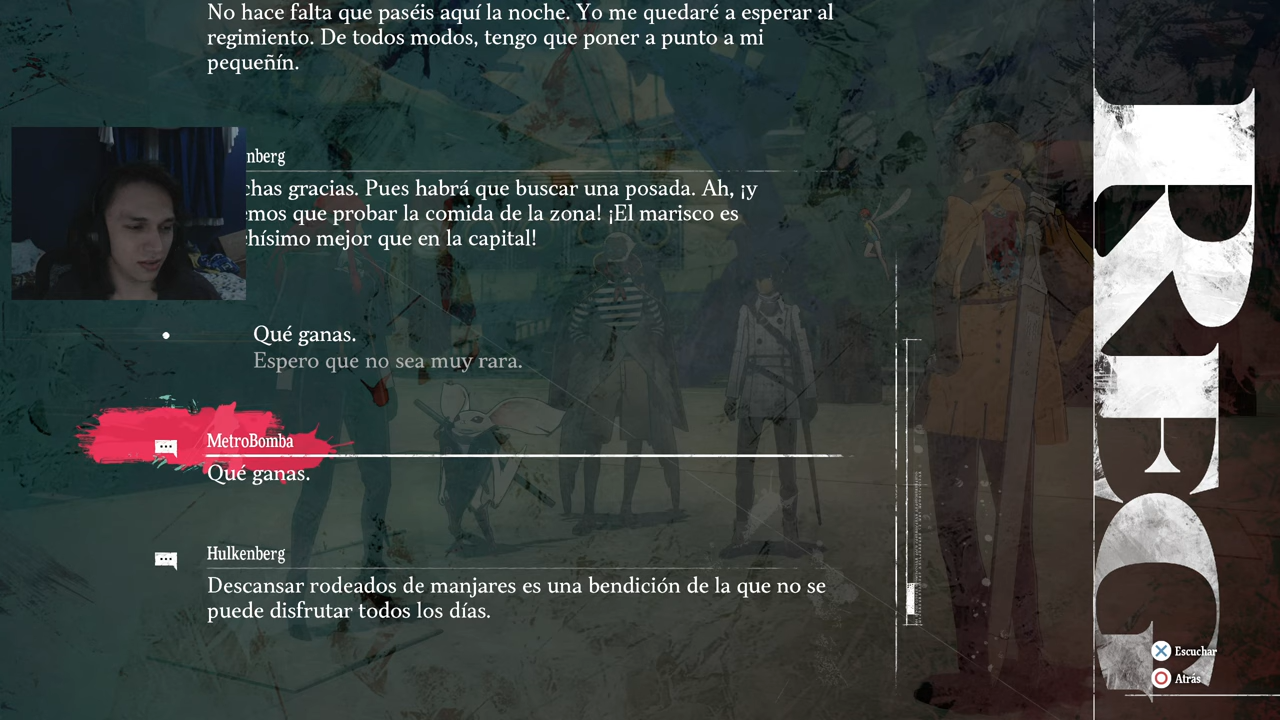 No hace falta que paséis aquí la noche. Yo me quedaré a esperar al
regimiento. De todos modos, tengo que poner a punto a mi
pequeñín.
nberg
chas gracias. Pues habrá que buscar una posada. Ah, ¡y
emos que probar la comida de la zona! ¡El marisco es
chísimo mejor que en la capital!
Qué ganas.
Espero que no sea muy rara.
MetroBomba
Qué ganas.
Hulkenberg
Descansar rodeados de manjares es una bendición de la que no se
puede disfrutar todos los días.
Escuchar
Atrás